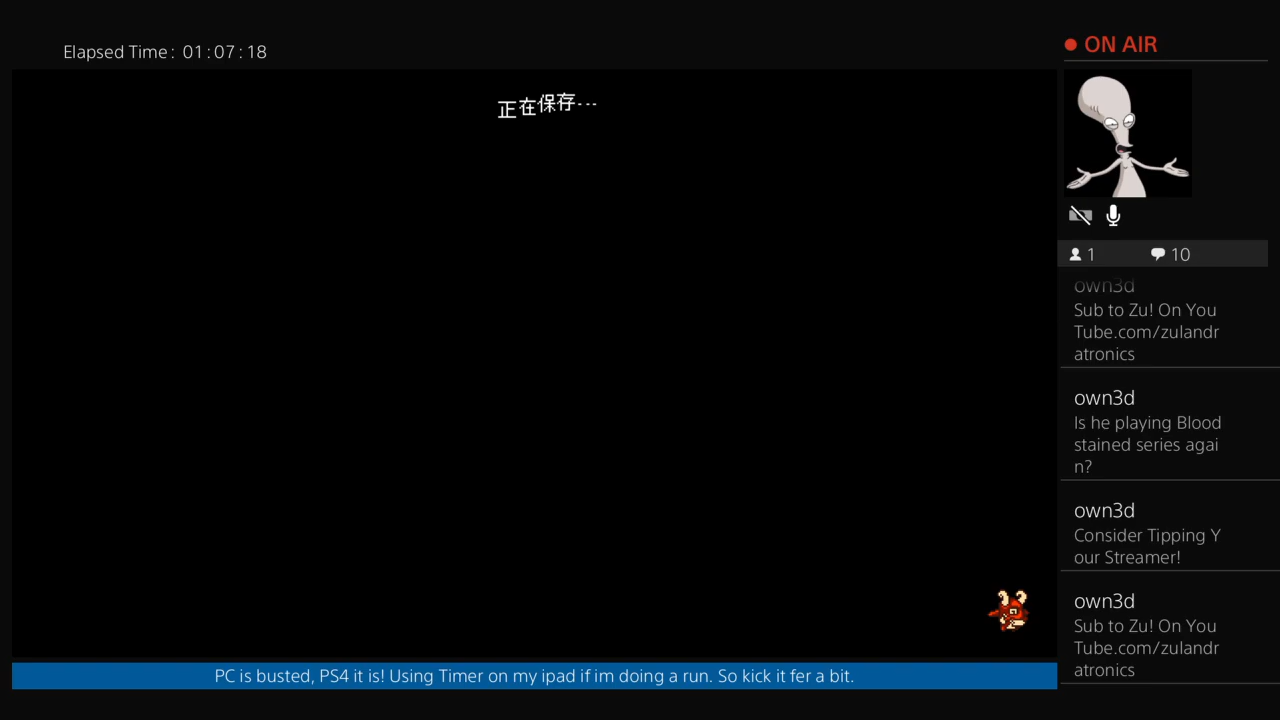 Elapsed Time: 01:07:18
ON AIR
正在保存...
1
10
own3d
Sub to Zu! On You
Tube.com/zulandr
atronics
own3d
Is he playing Blood
stained series agai
n?
own3d
Consider Tipping Y
our Streamer!
own3d
Sub to Zu! On You
Tube.com/zulandr
atronics
PC is busted, PS4 it is! Using Timer on my ipad if im doing a run. So kick it fer a bit.